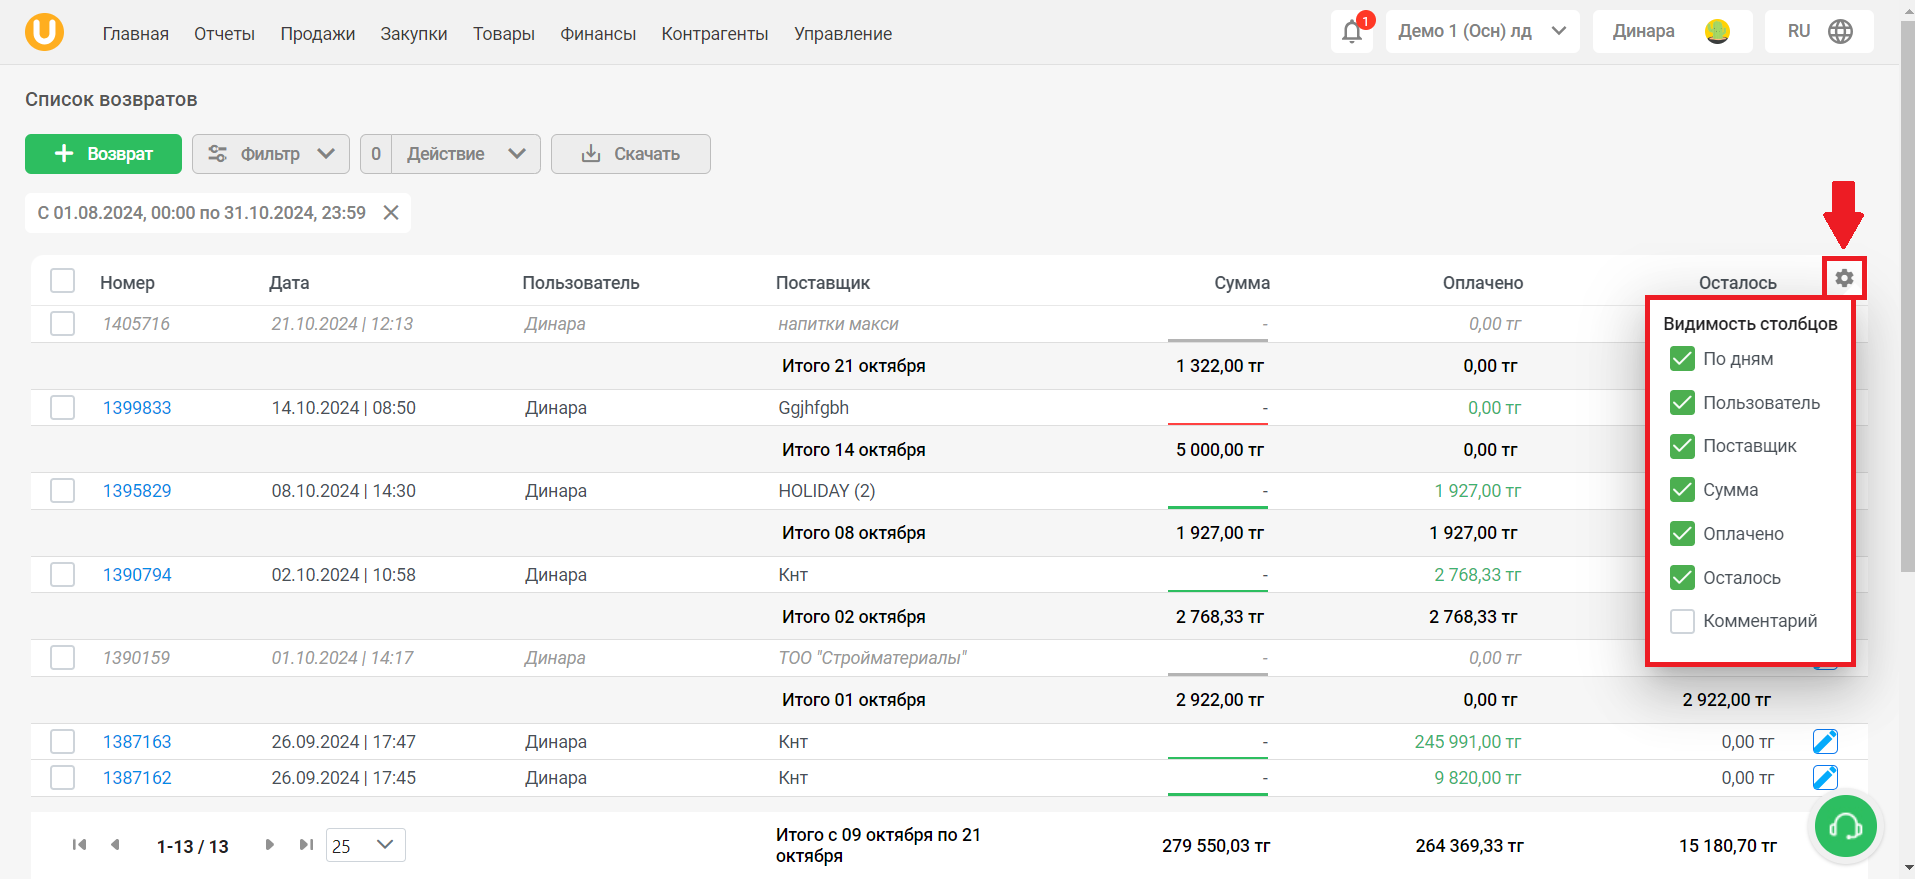 U
Главная Отчеты Продажи Закупки Товары Финансы Контрагенты Управление 1 Демо 1 (Осн) лд Динара RU
Список возвратов
Возврат Фильтр 0 Действие Скачать
С 01.08.2024, 00:00 по 31.10.2024, 23:59
Номер Дата Пользователь Поставщик Сумма Оплачено Осталось
1405716 21.10.2024 | 12:13 Динара напитки макси - 0,00 тг
Итого 21 октября 1 322,00 тг 0,00 тг
1399833 14.10.2024 | 08:50 Динара Ggjhfgbh - 0,00 тг
Итого 14 октября 5 000,00 тг 0,00 тг
1395829 08.10.2024 | 14:30 Динара HOLIDAY (2) - 1 927,00 тг
Итого 08 октября 1 927,00 тг 1 927,00 тг
1390794 02.10.2024 | 10:58 Динара Кнт - 2 768,33 тг
Итого 02 октября 2 768,33 тг 2 768,33 тг
1390159 01.10.2024 | 14:17 Динара ТОО "Стройматериалы" - 0,00 тг
Итого 01 октября 2 922,00 тг 0,00 тг 2 922,00 тг
1387163 26.09.2024 | 17:47 Динара Кнт - 245 991,00 тг 0,00 тг
1387162 26.09.2024 | 17:45 Динара Кнт - 9 820,00 тг 0,00 тг
Видимость столбцов
По дням
Пользователь
Поставщик
Сумма
Оплачено
Осталось
Комментарий
1-13 / 13 25 Итого с 09 октября по 21
октября 279 550,03 тг 264 369,33 тг 15 180,70 тг